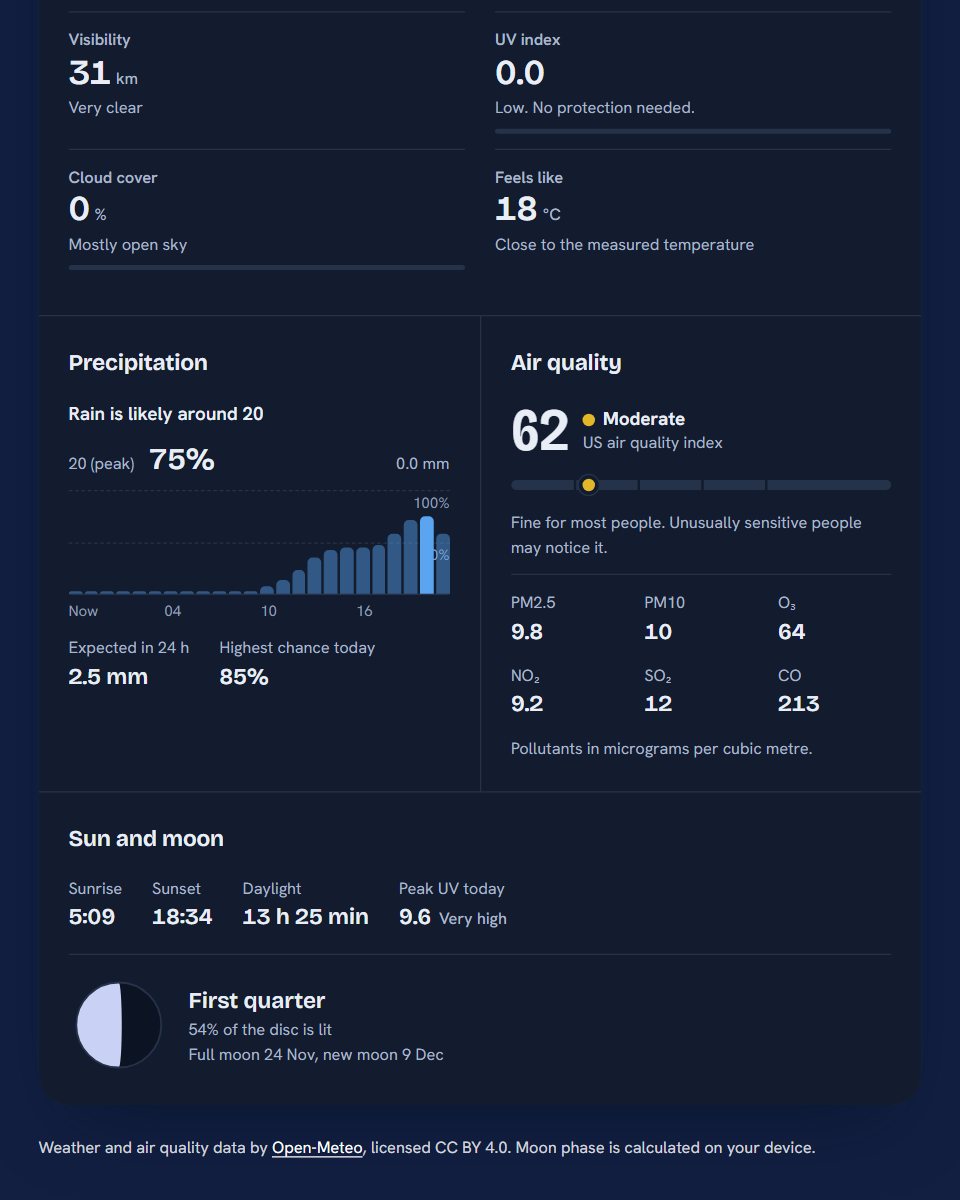 Visibility
31 km
Very clear
UV index
0.0
Low. No protection needed.
Cloud cover
0 %
Mostly open sky
Feels like
18 °C
Close to the measured temperature
Precipitation
Rain is likely around 20
20 (peak) 75% 0.0 mm
100%
0%
Now 04 10 16
Expected in 24 h Highest chance today
2.5 mm 85%
Air quality
62 Moderate
US air quality index
Fine for most people. Unusually sensitive people
may notice it.
PM2.5 PM10 O₃
9.8 10 64
NO₂ SO₂ CO
9.2 12 213
Pollutants in micrograms per cubic metre.
Sun and moon
Sunrise Sunset Daylight Peak UV today
5:09 18:34 13 h 25 min 9.6 Very high
First quarter
54% of the disc is lit
Full moon 24 Nov, new moon 9 Dec
Weather and air quality data by Open-Meteo, licensed CC BY 4.0. Moon phase is calculated on your device.